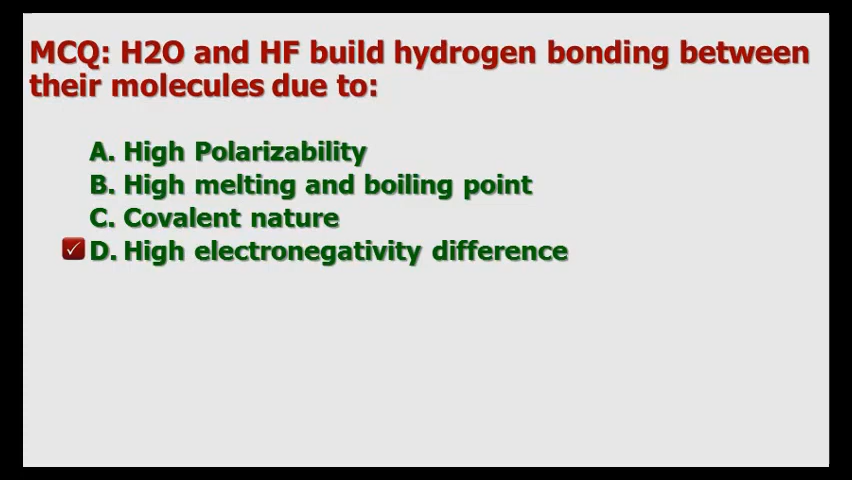 MCQ: H2O and HF build hydrogen bonding between
their molecules due to:
A. High Polarizability
B. High melting and boiling point
C. Covalent nature
D. High electronegativity difference